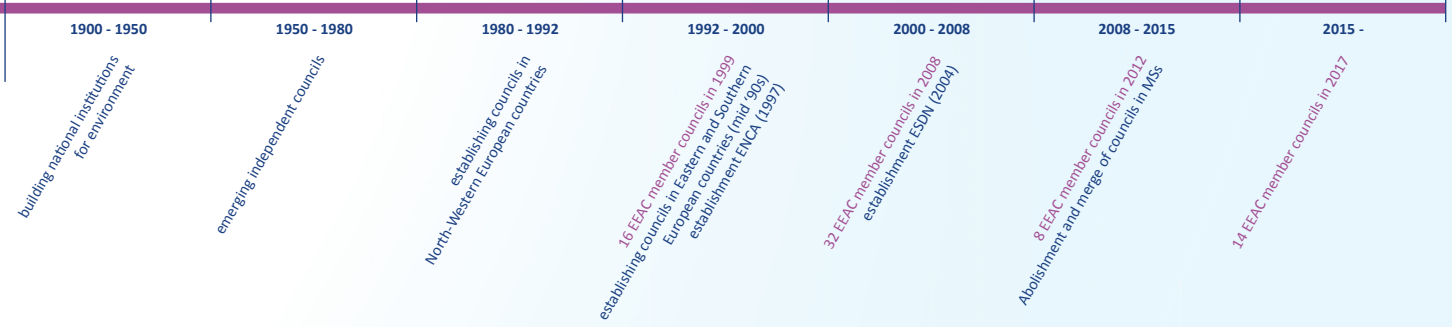 1900 - 1950
1950 - 1980
1980 - 1992
1992 - 2000
2000 - 2008
2008 - 2015
2015 -
building national institutions
for environment
emerging independent councils
establishing councils in
North-Western European countries
16 EEAC member councils in 1999
establishing councils in Eastern and Southern
European countries (mid '90s)
establishment ENCA (1997)
32 EEAC member councils in 2008
establishment ESDN (2004)
8 EEAC member councils in 2012
Abolishment and merge of councils in MSs
14 EEAC member councils in 2017